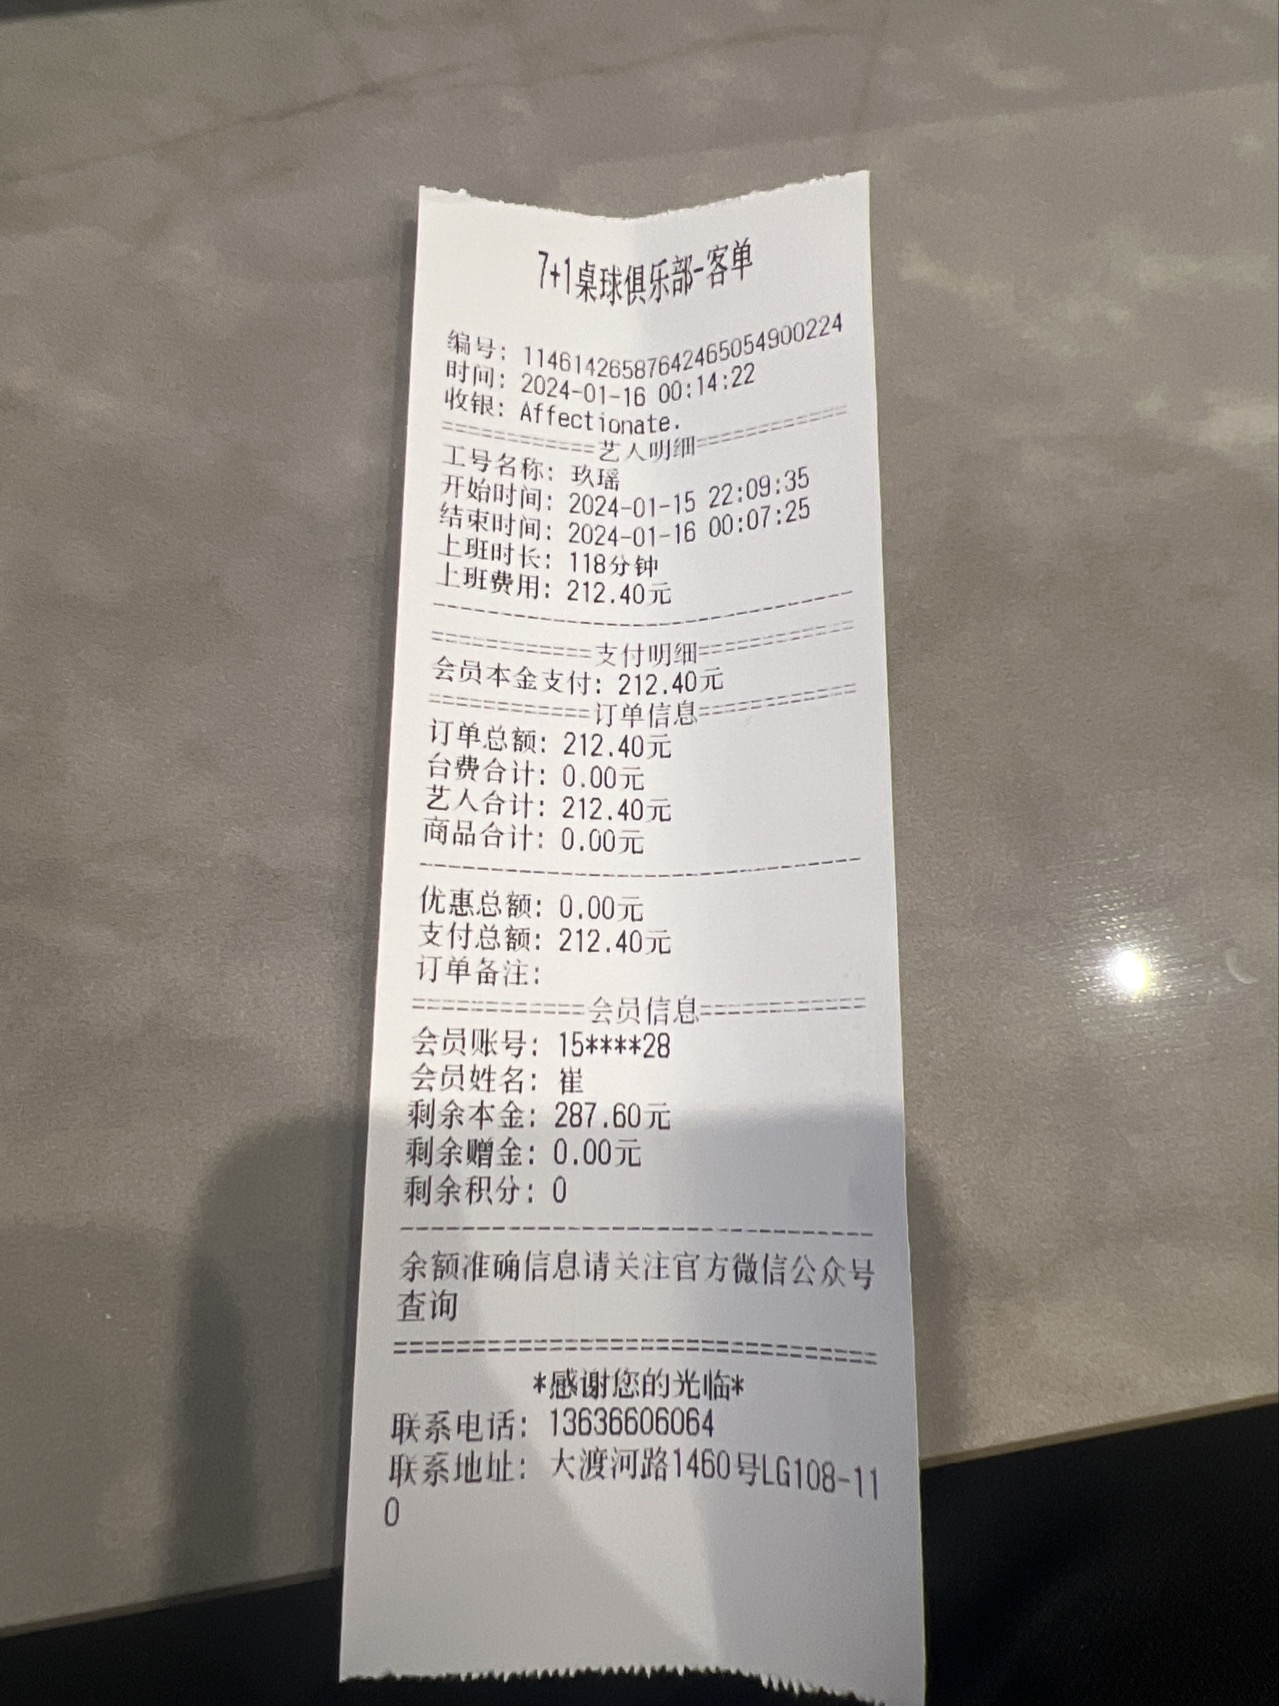 7+1桌球俱乐部-客单
编号: 1146142658764246505490​0224
时间: 2024-01-16 00:14:22
收银: Affectionate.
===========艺人明细===========
工号名称: 玖瑶
开始时间: 2024-01-15 22:09:35
结束时间: 2024-01-16 00:07:25
上班时长: 118分钟
上班费用: 212.40元
--------------------------------
===========支付明细===========
会员本金支付: 212.40元
===========订单信息===========
订单总额: 212.40元
台费合计: 0.00元
艺人合计: 212.40元
商品合计: 0.00元
--------------------------------
优惠总额: 0.00元
支付总额: 212.40元
订单备注:
===========会员信息===========
会员账号: 15****28
会员姓名: 崔
剩余本金: 287.60元
剩余赠金: 0.00元
剩余积分: 0
--------------------------------
余额准确信息请关注官方微信公众号
查询
================================
*感谢您的光临*
联系电话: 13636606064
联系地址: 大渡河路1460号LG108-11
0